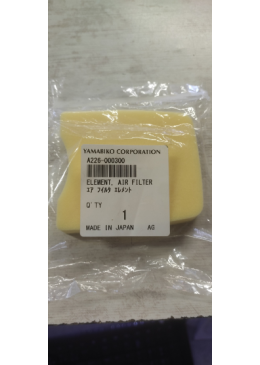 YAMABIKO CORPORATION
A226-000300
ELEMENT, AIR FILTER
ｴｱ ﾌｲﾙﾀ ｴﾚﾒﾝﾄ
Q'TY
1
MADE IN JAPAN AG